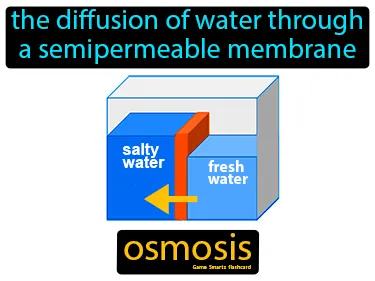 the diffusion of water through
a semipermeable membrane
salty
water
fresh
water
osmosis
Game Smarts flashcard